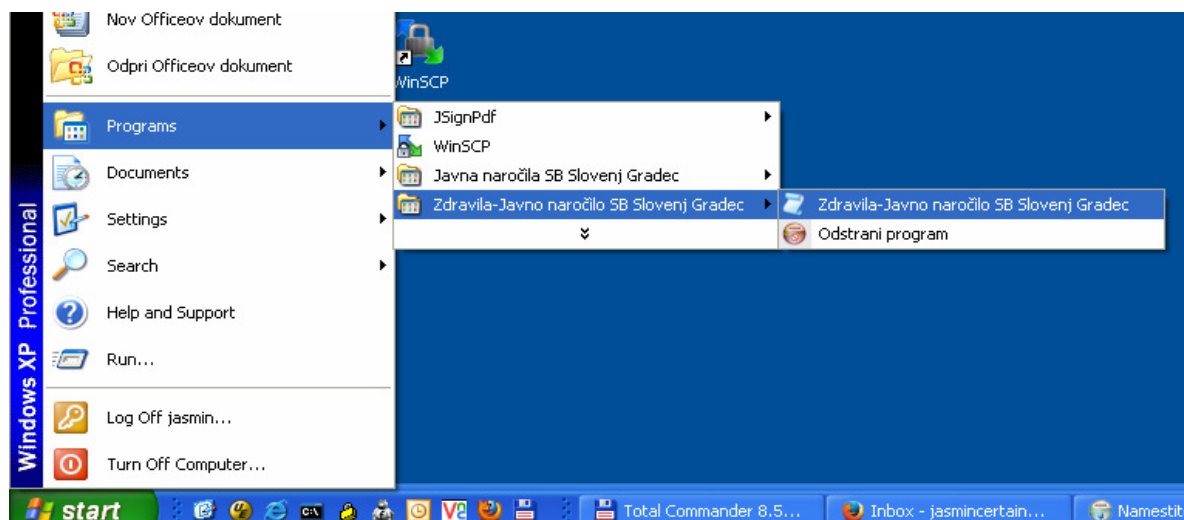 Nov Officeov dokument
Odpri Officeov dokument
WinSCP
Programs
JSignPdf
WinSCP
Javna naročila SB Slovenj Gradec
Zdravila-Javno naročilo SB Slovenj Gradec
Zdravila-Javno naročilo SB Slovenj Gradec
Odstrani program
Documents
Settings
Search
Help and Support
Run...
Log Off jasmin...
Turn Off Computer...
Windows XP Professional
start
Total Commander 8.5...
Inbox - jasmincertain...
Namestit